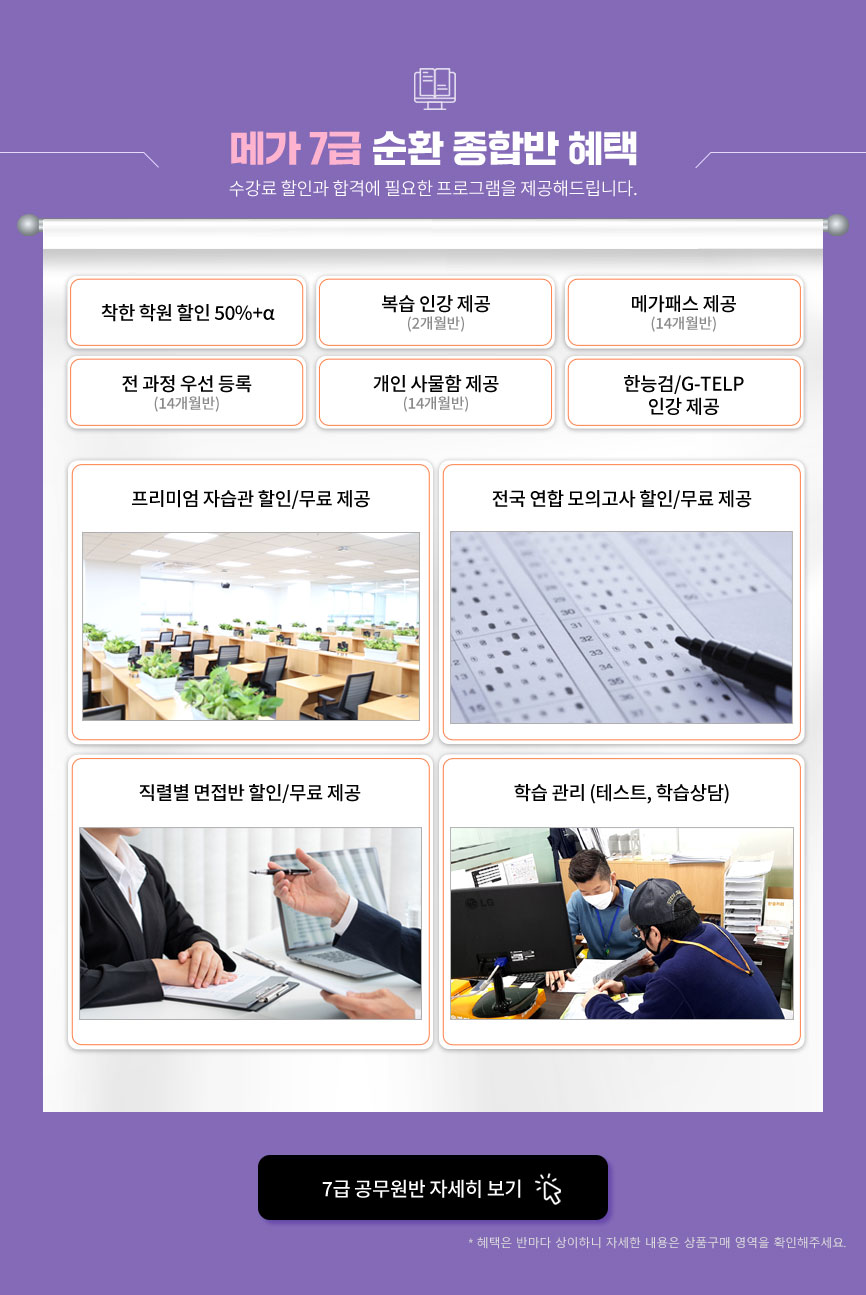 메가 7급 순환 종합반 혜택
수강료 할인과 합격에 필요한 프로그램을 제공해드립니다.
착한 학원 할인 50%+α
복습 인강 제공
(2개월반)
메가패스 제공
(14개월반)
전 과정 우선 등록
(14개월반)
개인 사물함 제공
(14개월반)
한능검/G-TELP
인강 제공
프리미엄 자습관 할인/무료 제공
전국 연합 모의고사 할인/무료 제공
30
31
32
33
34
35
직렬별 면접반 할인/무료 제공
학습 관리 (테스트, 학습상담)
LG
7급 공무원반 자세히 보기
* 혜택은 반마다 상이하니 자세한 내용은 상품구매 영역을 확인해주세요.